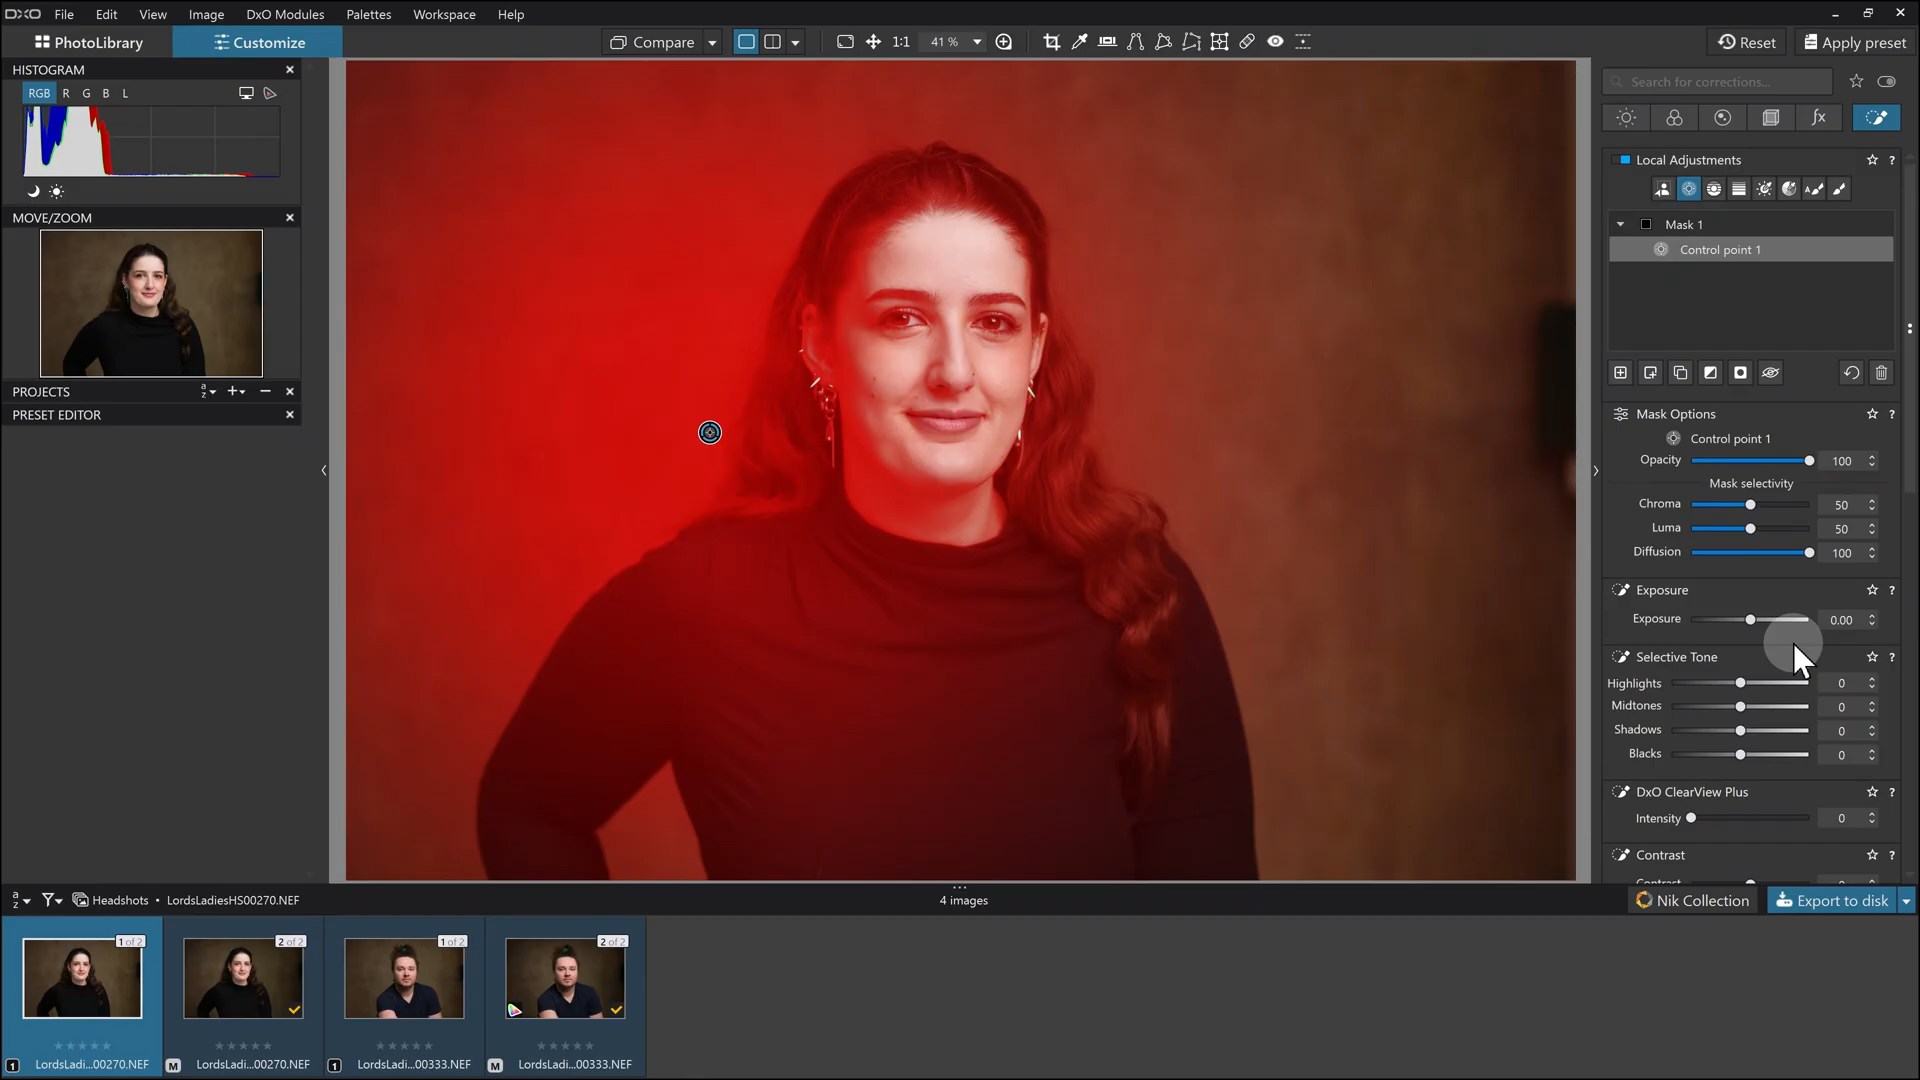 DXO File Edit View Image DxO Modules Palettes Workspace Help
PhotoLibrary Customize Compare 1:1 41 % Reset Apply preset
HISTOGRAM
RGB R G B L
MOVE/ZOOM
PROJECTS
PRESET EDITOR
Search for corrections...
fx
Local Adjustments ?
Mask 1
Control point 1
Mask Options ?
Control point 1
Opacity 100
Mask selectivity
Chroma 50
Luma 50
Diffusion 100
Exposure ?
Exposure 0.00
Selective Tone ?
Highlights 0
Midtones 0
Shadows 0
Blacks 0
DxO ClearView Plus ?
Intensity 0
Contrast ?
Headshots • LordsLadiesHS00270.NEF
4 images
Nik Collection Export to disk
1 of 2 2 of 2 1 of 2 2 of 2
1 LordsLadi...00270.NEF M LordsLadi...00270.NEF 1 LordsLadi...00333.NEF M LordsLadi...00333.NEF